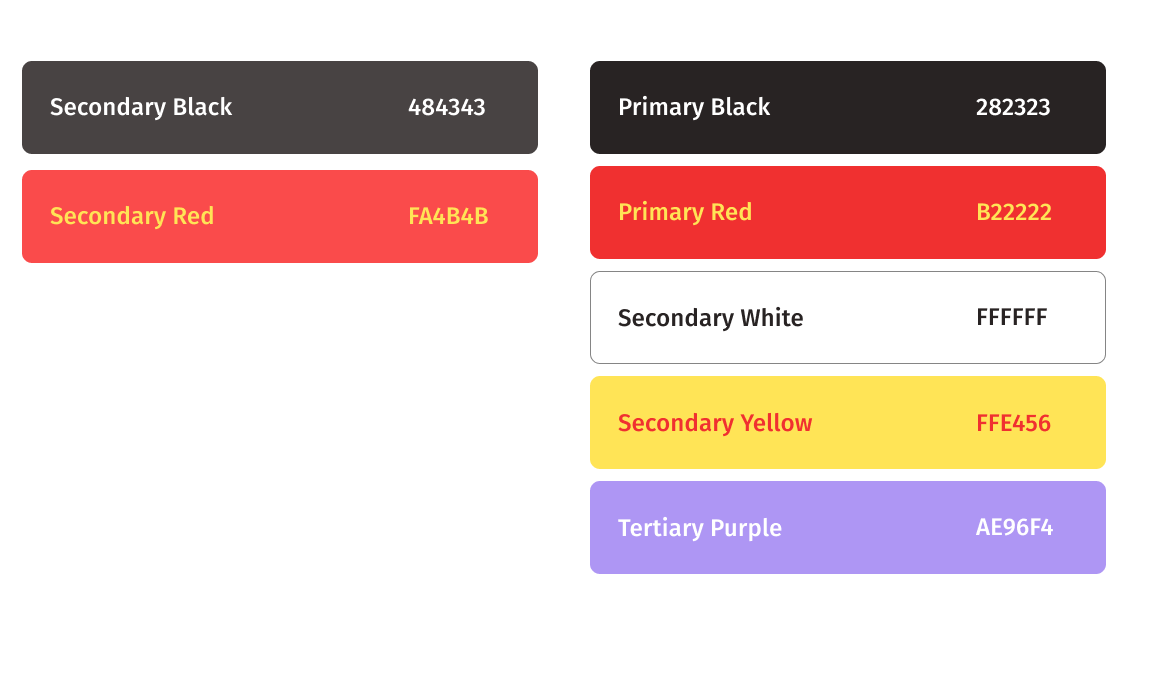 Secondary Black 484343
Secondary Red FA4B4B
Primary Black 282323
Primary Red B22222
Secondary White FFFFFF
Secondary Yellow FFE456
Tertiary Purple AE96F4